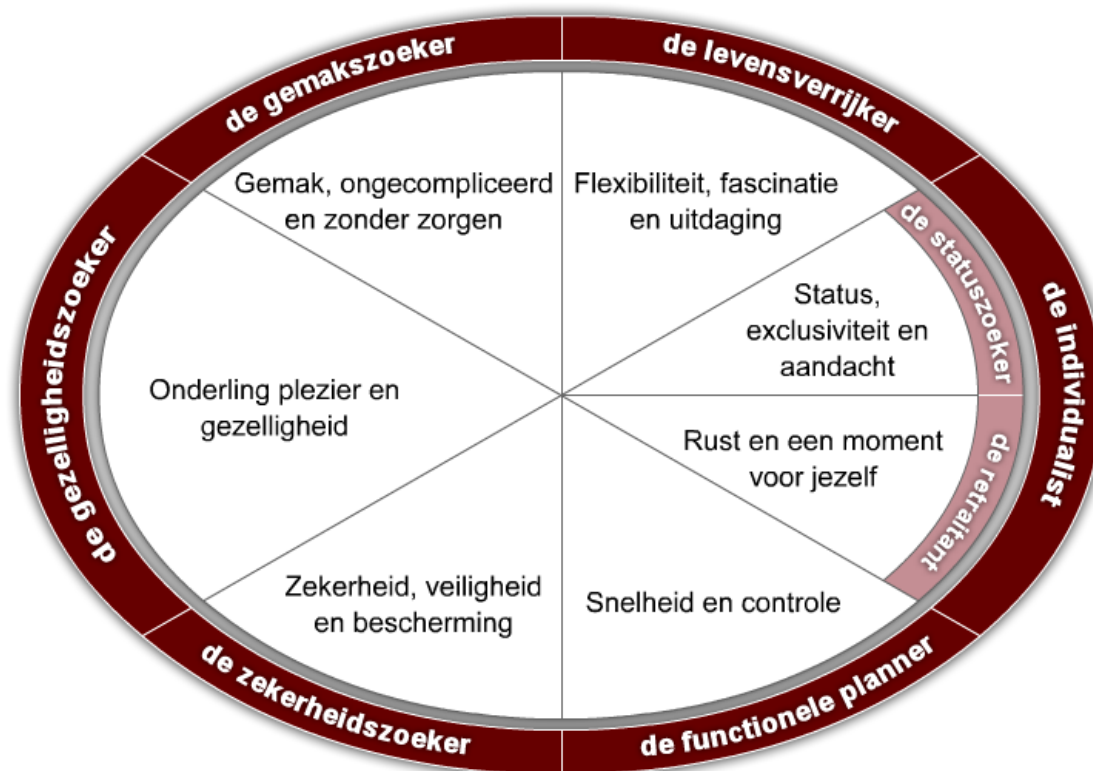 de gemakszoeker
de levensverrijker
Gemak, ongecompliceerd
en zonder zorgen
Flexibiliteit, fascinatie
en uitdaging
de statuszoeker
de individualist
Status,
exclusiviteit en
aandacht
de gezelligheidszoeker
Onderling plezier en
gezelligheid
Rust en een moment
voor jezelf
de retraitant
Zekerheid, veiligheid
en bescherming
Snelheid en controle
de zekerheidszoeker
de functionele planner